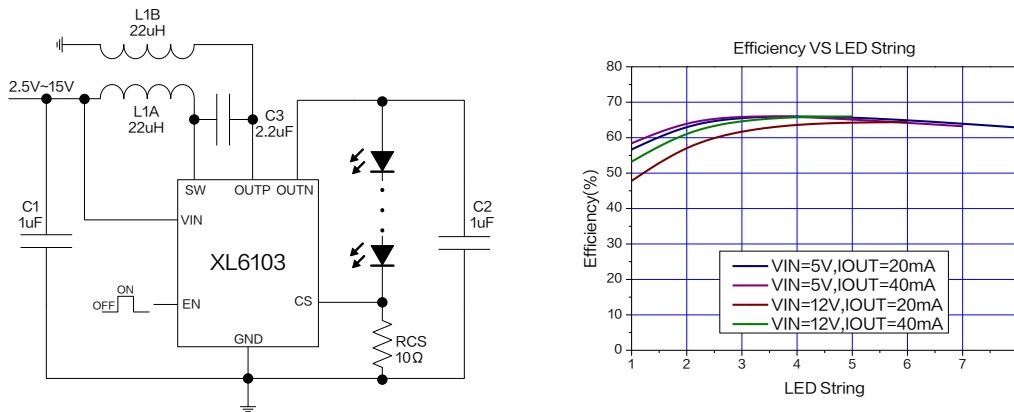 L1B
22uH
2.5V~15V
L1A
22uH
C3
2.2uF
SW
OUTP
OUTN
C1
1uF
VIN
C2
1uF
XL6103
ON
OFF
EN
CS
GND
RCS
10Ω
Efficiency VS LED String
Efficiency(%)
80
70
60
50
40
30
20
10
0
VIN=5V,IOUT=20mA
VIN=5V,IOUT=40mA
VIN=12V,IOUT=20mA
VIN=12V,IOUT=40mA
1 2 3 4 5 6 7
LED String